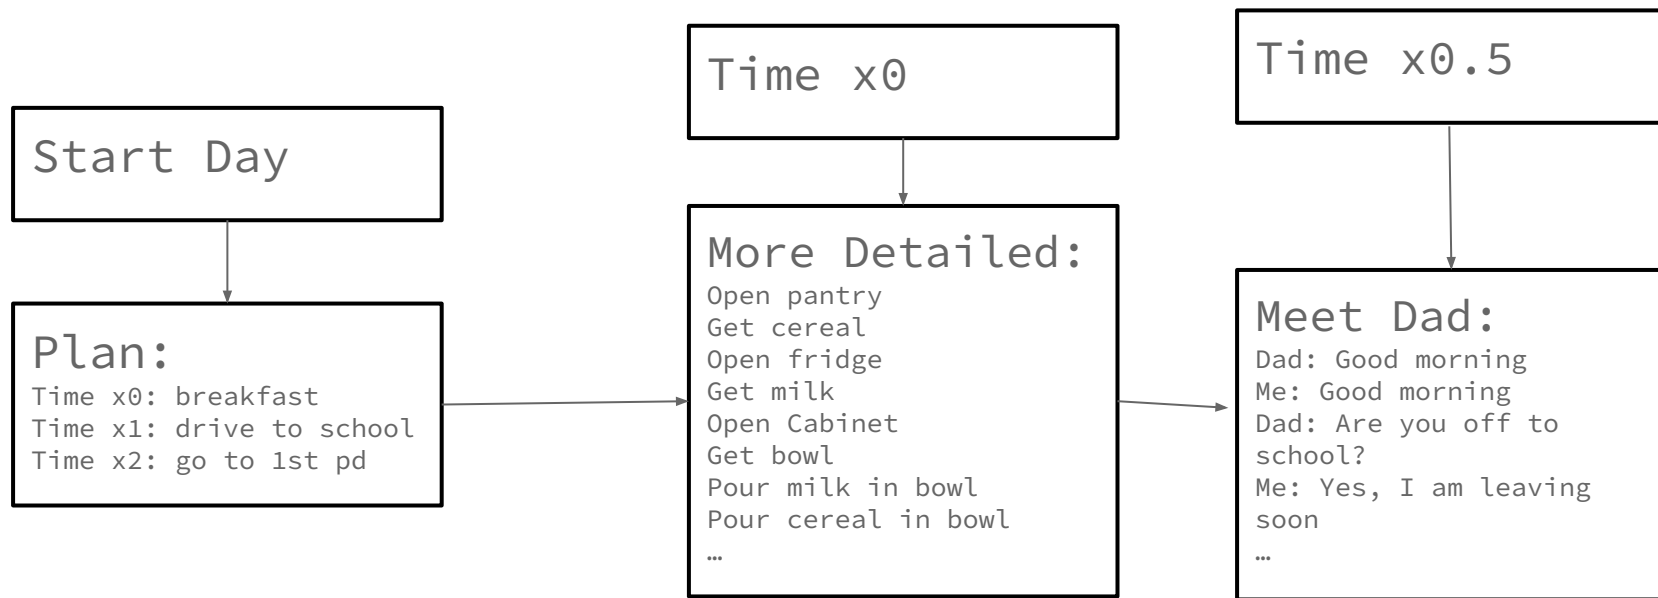 Start Day
Plan:
Time x0: breakfast
Time x1: drive to school
Time x2: go to 1st pd
Time x0
More Detailed:
Open pantry
Get cereal
Open fridge
Get milk
Open Cabinet
Get bowl
Pour milk in bowl
Pour cereal in bowl
…
Time x0.5
Meet Dad:
Dad: Good morning
Me: Good morning
Dad: Are you off to
school?
Me: Yes, I am leaving
soon
…